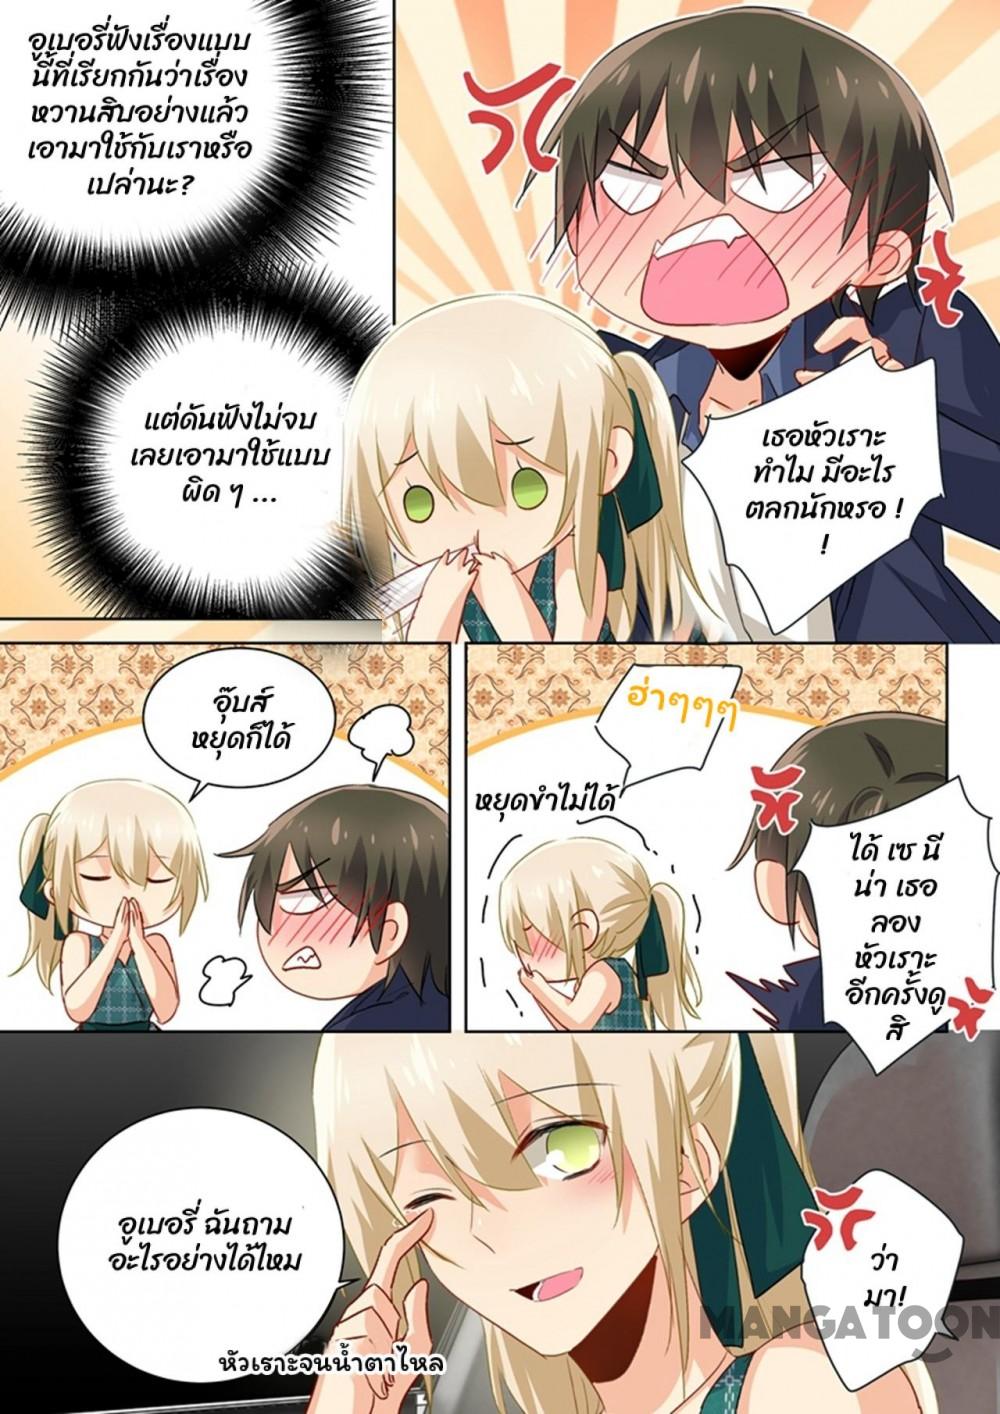 อูเบอรี่ฟังเรื่องแบบ
นี้ที่เรียกกันว่าเรื่อง
หวานสิบอย่างแล้ว
เอามาใช้กับเราหรือ
เปล่านะ?
แต่ดันฟังไม่จบ
เลยเอามาใช้แบบ
ผิด ๆ ...
เธอหัวเราะ
ทำไม มีอะไร
ตลกนักหรอ !
!
อุ๊บส์
หยุดก็ได้
ฮ่าๆๆๆ
หยุดขำไม่ได้
ได้ เซ นี
น่า เธอ
ลอง
หัวเราะ
อีกครั้งดู
สิ
อูเบอรี่ ฉันถาม
อะไรอย่างได้ไหม
หัวเราะจนน้ำตาไหล
ว่า
มา!
MANGATOON